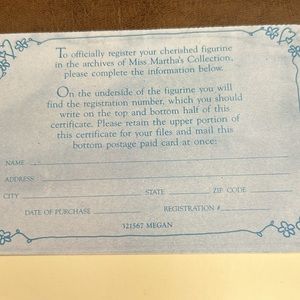 To officially register your cherished figurine
in the archives of Miss Martha's Collection,
please complete the information below.
On the underside of the figurine you will
find the registration number, which you should
write on the top and bottom half of this
certificate. Please retain the upper portion of
this certificate for your files and mail this
bottom postage paid card at once:
NAME
ADDRESS
CITY STATE ZIP CODE
DATE OF PURCHASE REGISTRATION #
321567 MEGAN